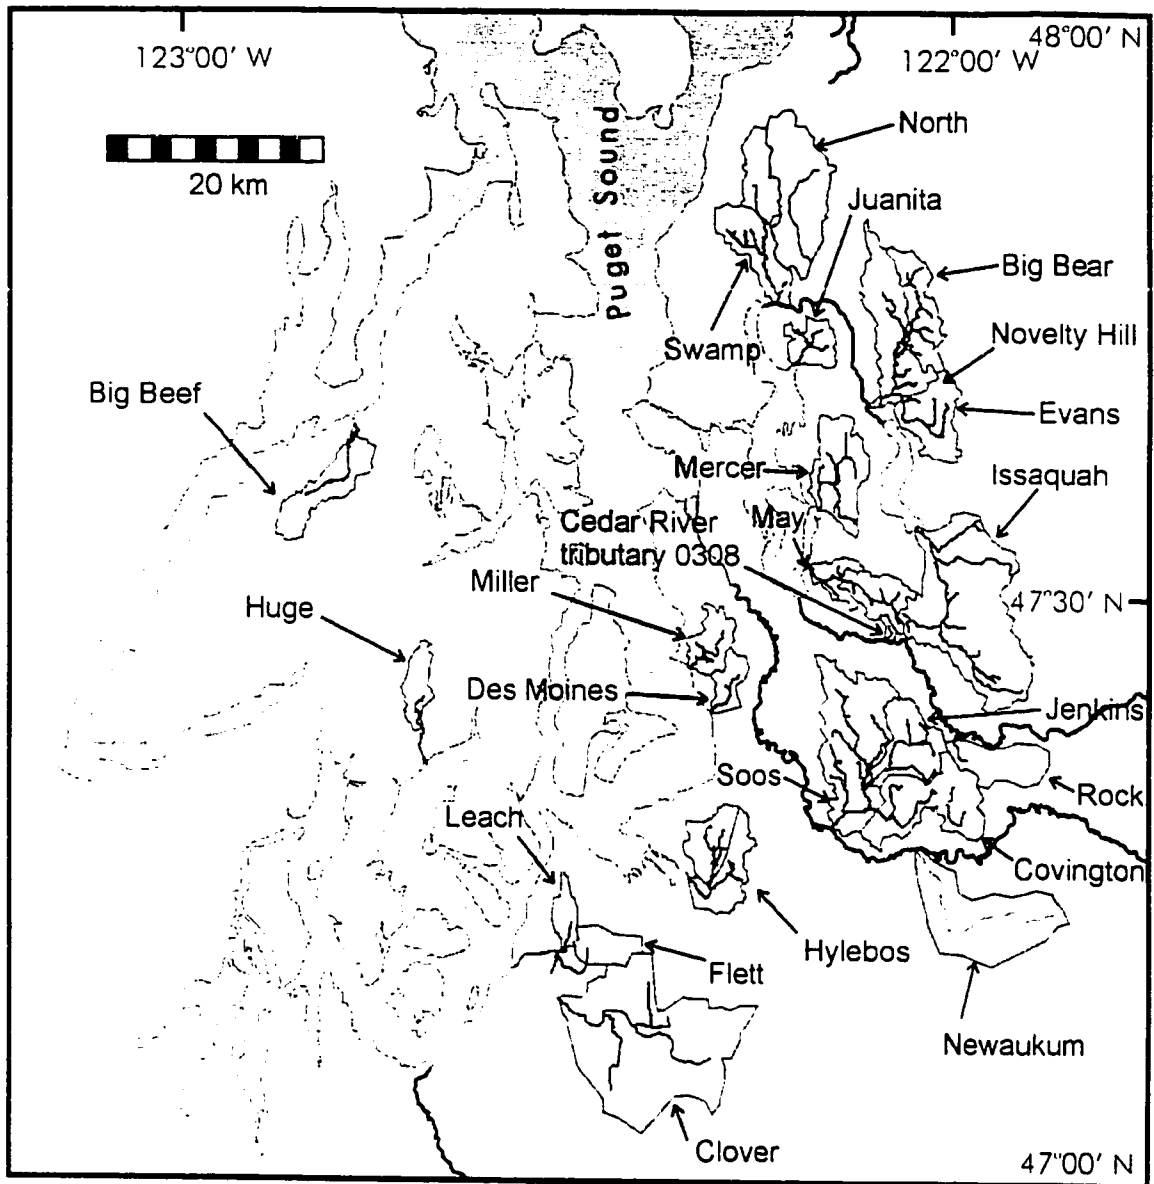 123°00' W
122°00' W
48°00' N
20 km
Puget Sound
North
Juanita
Big Bear
Swamp
Novelty Hill
Big Beef
Evans
Mercer
Issaquah
Cedar River
tributary 0308
May
Miller
Huge
47°30' N
Des Moines
Jenkins
Soos
Rock
Leach
Covington
Hylebos
Flett
Newaukum
Clover
47°00' N